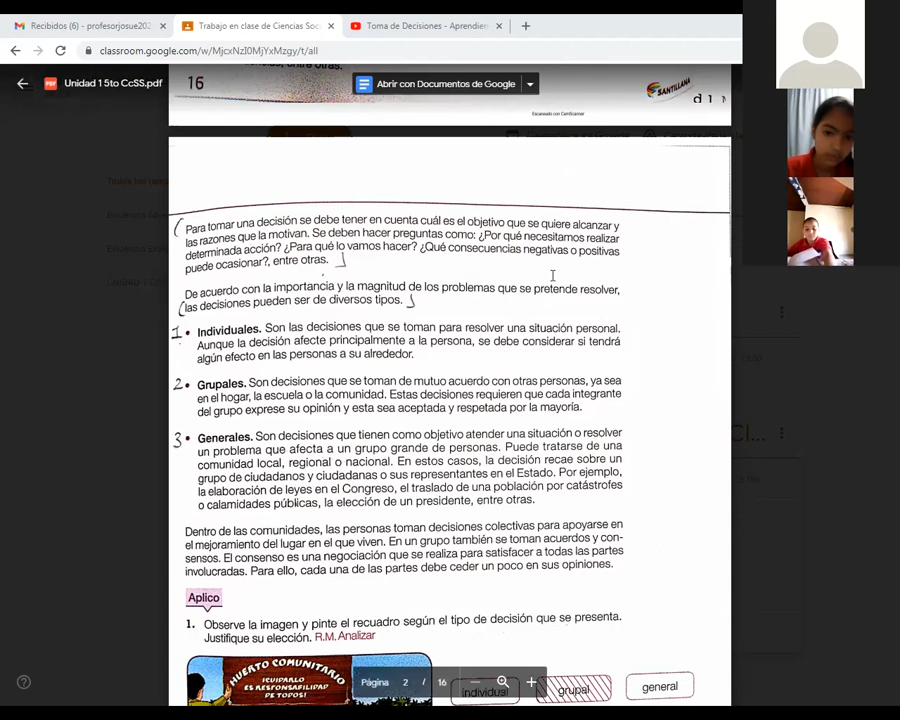 Recibidos (6) - profesorjosue202
Trabajo en clase de Ciencias Soc
Toma de Decisiones - Aprendier
classroom.google.com/w/MjcxNzI0MjYxMzgy/t/all
Unidad 1 5to CcSS.pdf
16
Abrir con Documentos de Google
SANTILLANA
Escaneado con CamScanner
Para tomar una decisión se debe tener en cuenta cuál es el objetivo que se quiere alcanzar y
las razones que la motivan. Se deben hacer preguntas como: ¿Por qué necesitamos realizar
determinada acción? ¿Para qué lo vamos hacer? ¿Qué consecuencias negativas o positivas
puede ocasionar?, entre otras.
De acuerdo con la importancia y la magnitud de los problemas que se pretende resolver,
las decisiones pueden ser de diversos tipos.
1 • Individuales. Son las decisiones que se toman para resolver una situación personal.
Aunque la decisión afecte principalmente a la persona, se debe considerar si tendrá
algún efecto en las personas a su alrededor.
2 • Grupales. Son decisiones que se toman de mutuo acuerdo con otras personas, ya sea
en el hogar, la escuela o la comunidad. Estas decisiones requieren que cada integrante
del grupo exprese su opinión y esta sea aceptada y respetada por la mayoría.
3 • Generales. Son decisiones que tienen como objetivo atender una situación o resolver
un problema que afecta a un grupo grande de personas. Puede tratarse de una
comunidad local, regional o nacional. En estos casos, la decisión recae sobre un
grupo de ciudadanos y ciudadanas o sus representantes en el Estado. Por ejemplo,
la elaboración de leyes en el Congreso, el traslado de una población por catástrofes
o calamidades públicas, la elección de un presidente, entre otras.
Dentro de las comunidades, las personas toman decisiones colectivas para apoyarse en
el mejoramiento del lugar en el que viven. En un grupo también se toman acuerdos y con-
sensos. El consenso es una negociación que se realiza para satisfacer a todas las partes
involucradas. Para ello, cada una de las partes debe ceder un poco en sus opiniones.
Aplico
1. Observe la imagen y pinte el recuadro según el tipo de decisión que se presenta.
Justifique su elección. R.M. Analizar
HUERTO COMUNITARIO
¡CUIDARLO
ES RESPONSABILIDAD
DE TODOS!
Página 2 / 16
individual
grupal
general